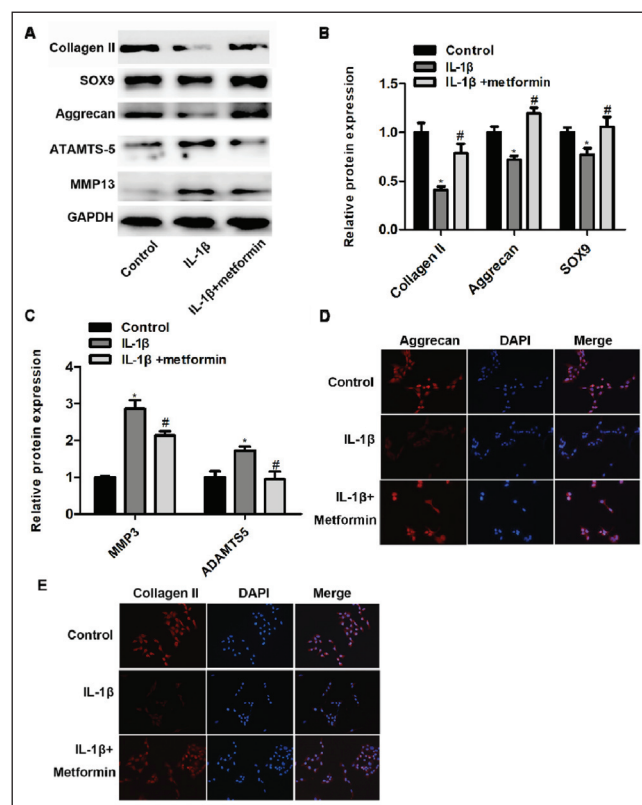 A
Collagen II
SOX9
Aggrecan
ATAMTS-5
MMP13
GAPDH
Control
IL-1β
IL-1β+metformin
B
Control
IL-1β
IL-1β +metformin
Relative protein expression
1.5
1.0
0.5
0.0
*
#
*
#
*
#
Collagen II
Aggrecan
SOX9
C
Control
IL-1β
IL-1β +metformin
Relative protein expression
4
3
2
1
0
*
#
*
#
MMP3
ADAMTS5
D
Aggrecan DAPI Merge
Control
IL-1β
IL-1β+
Metformin
E
Collagen II DAPI Merge
Control
IL-1β
IL-1β+
Metformin